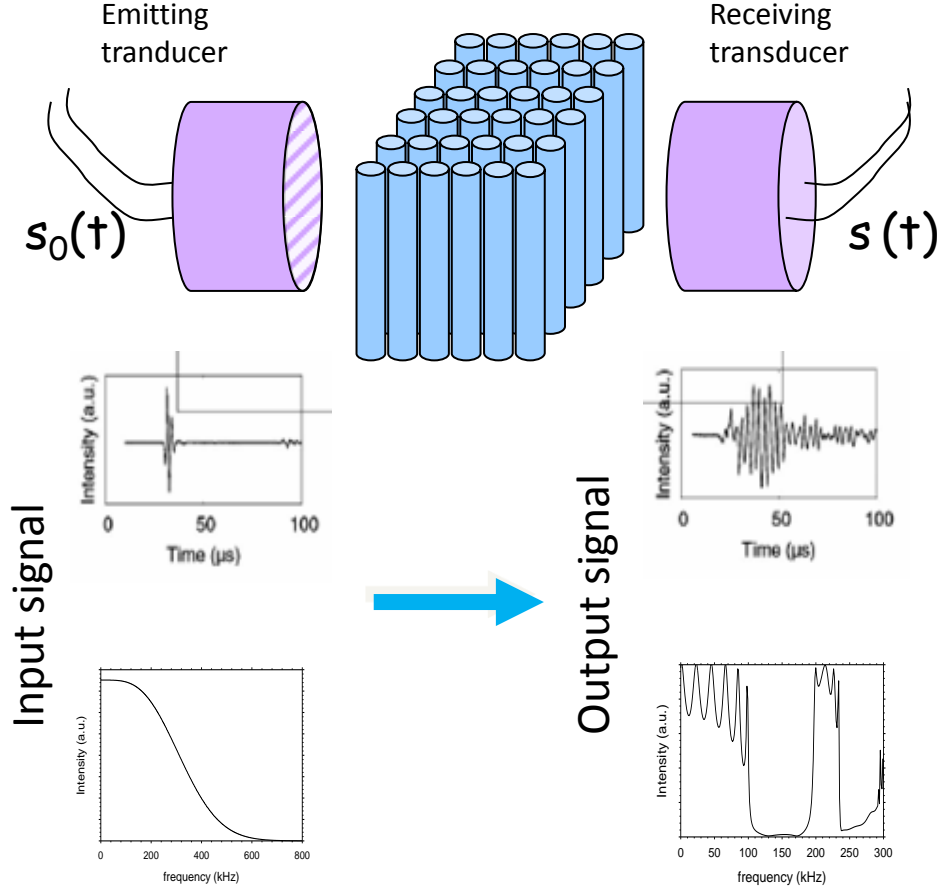 Emitting
tranducer
Receiving
transducer
s₀(t)
s (t)
Input signal
Intensity (a.u.)
0 50 100
Time (µs)
Intensity (a.u.)
0 200 400 600 800
frequency (kHz)
Output signal
Intensity (a.u.)
0 50 100
Time (µs)
Intensity (a.u.)
0 50 100 150 200 250 300
frequency (kHz)